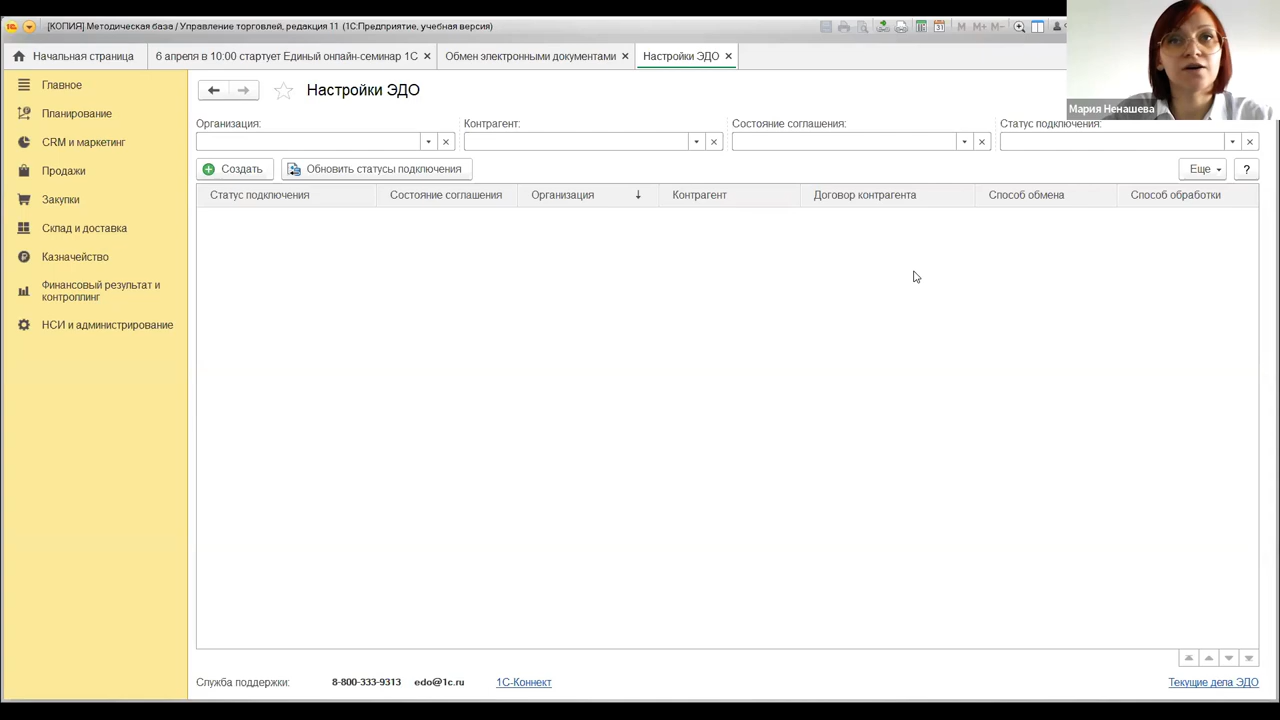 [КОПИЯ] Методическая база / Управление торговлей, редакция 11 (1С:Предприятие, учебная версия)
M M+ M-
Мария Ненашева
Начальная страница
6 апреля в 10:00 стартует Единый онлайн-семинар 1С ×
Обмен электронными документами ×
Настройки ЭДО ×
Главное
Планирование
CRM и маркетинг
Продажи
Закупки
Склад и доставка
Казначейство
Финансовый результат и
контроллинг
НСИ и администрирование
Настройки ЭДО
Организация: Контрагент: Состояние соглашения: Статус подключения:
Создать Обновить статусы подключения Еще ?
Статус подключения Состояние соглашения Организация ↓ Контрагент Договор контрагента Способ обмена Способ обработки
Служба поддержки: 8-800-333-9313 edo@1c.ru 1С-Коннект Текущие дела ЭДО